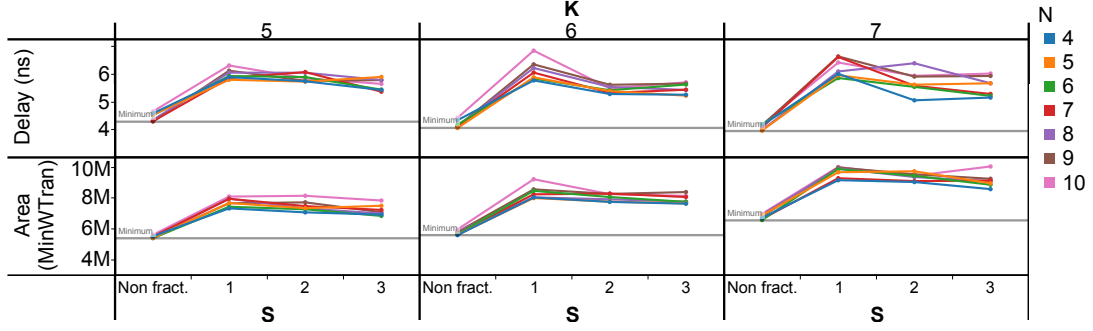 K
5 6 7
N
4
5
6
7
8
9
10
Delay (ns)
6
5
4
Minimum Minimum Minimum
Area
(MinWTran)
10M
8M
6M
4M
Minimum Minimum Minimum
Non fract. 1 2 3 Non fract. 1 2 3 Non fract. 1 2 3
S S S